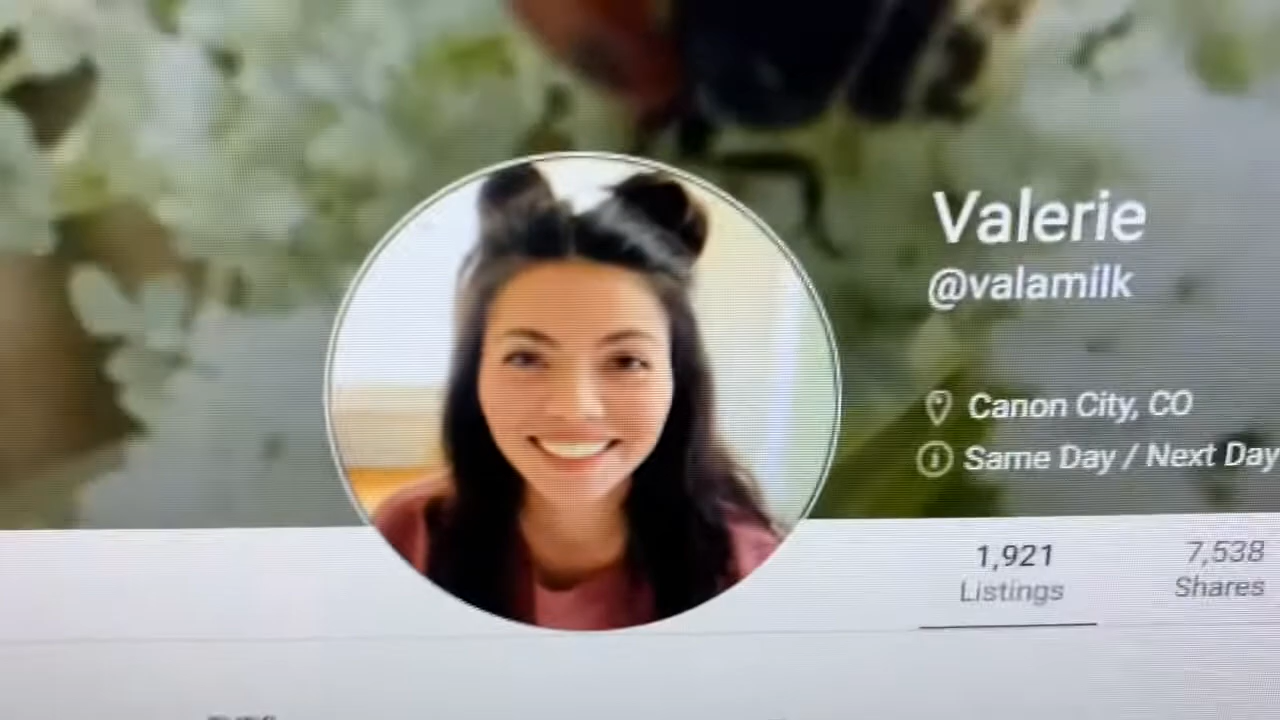 Valerie
@valamilk
Canon City, CO
Same Day / Next Day
1,921
Listings
7,538
Shares